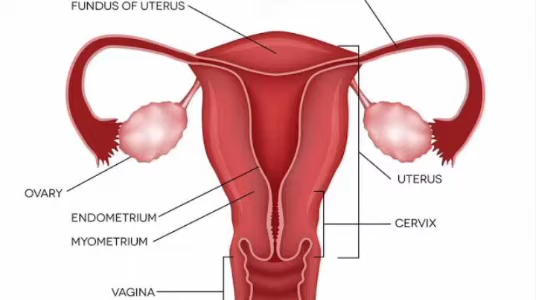 FUNDUS OF UTERUS
OVARY
UTERUS
ENDOMETRIUM
CERVIX
MYOMETRIUM
VAGINA